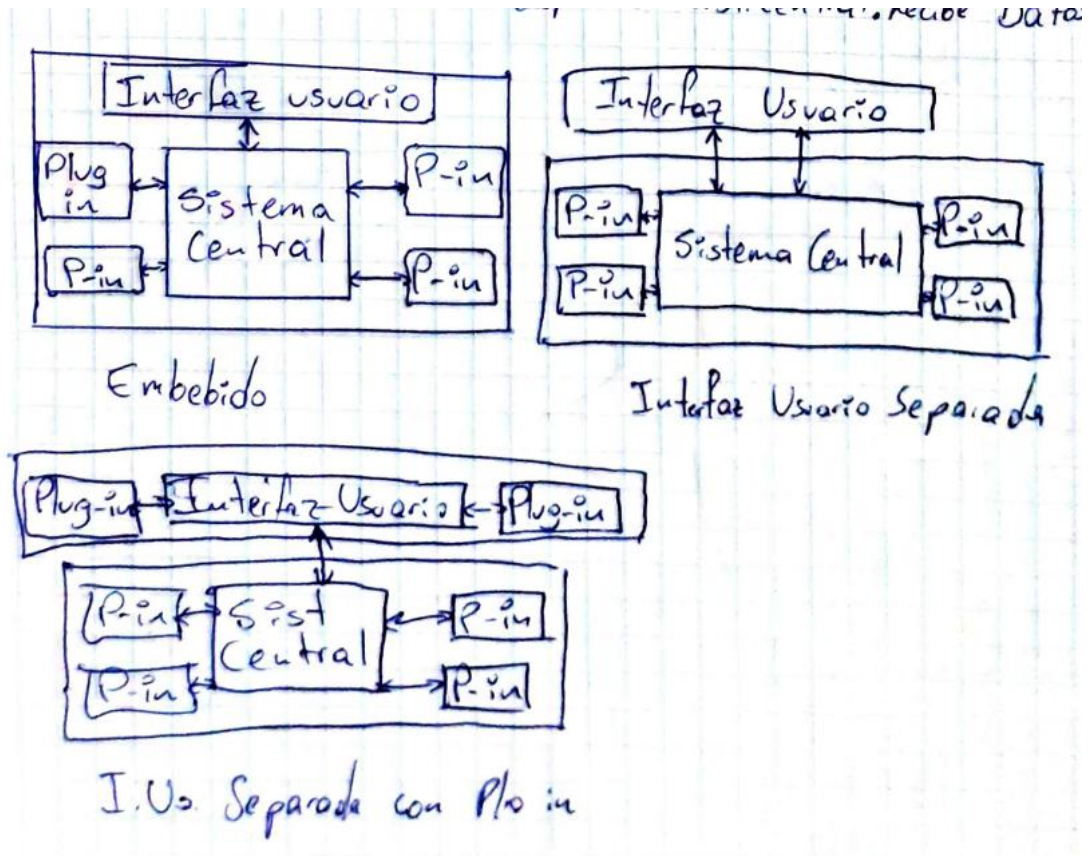 recibe Data
Interfaz usuario
Plug
in
P-in
Sistema
Central
P-in
P-in
Embebido
Interfaz Usuario
P-in
P-in
Sistema Central
P-in
P-in
Interfaz Usuario Separada
Plug-in
Interfaz-Usuario
Plug-in
P-in
P-in
Sist
Central
P-in
P-in
I.Us. Separada con Plo in